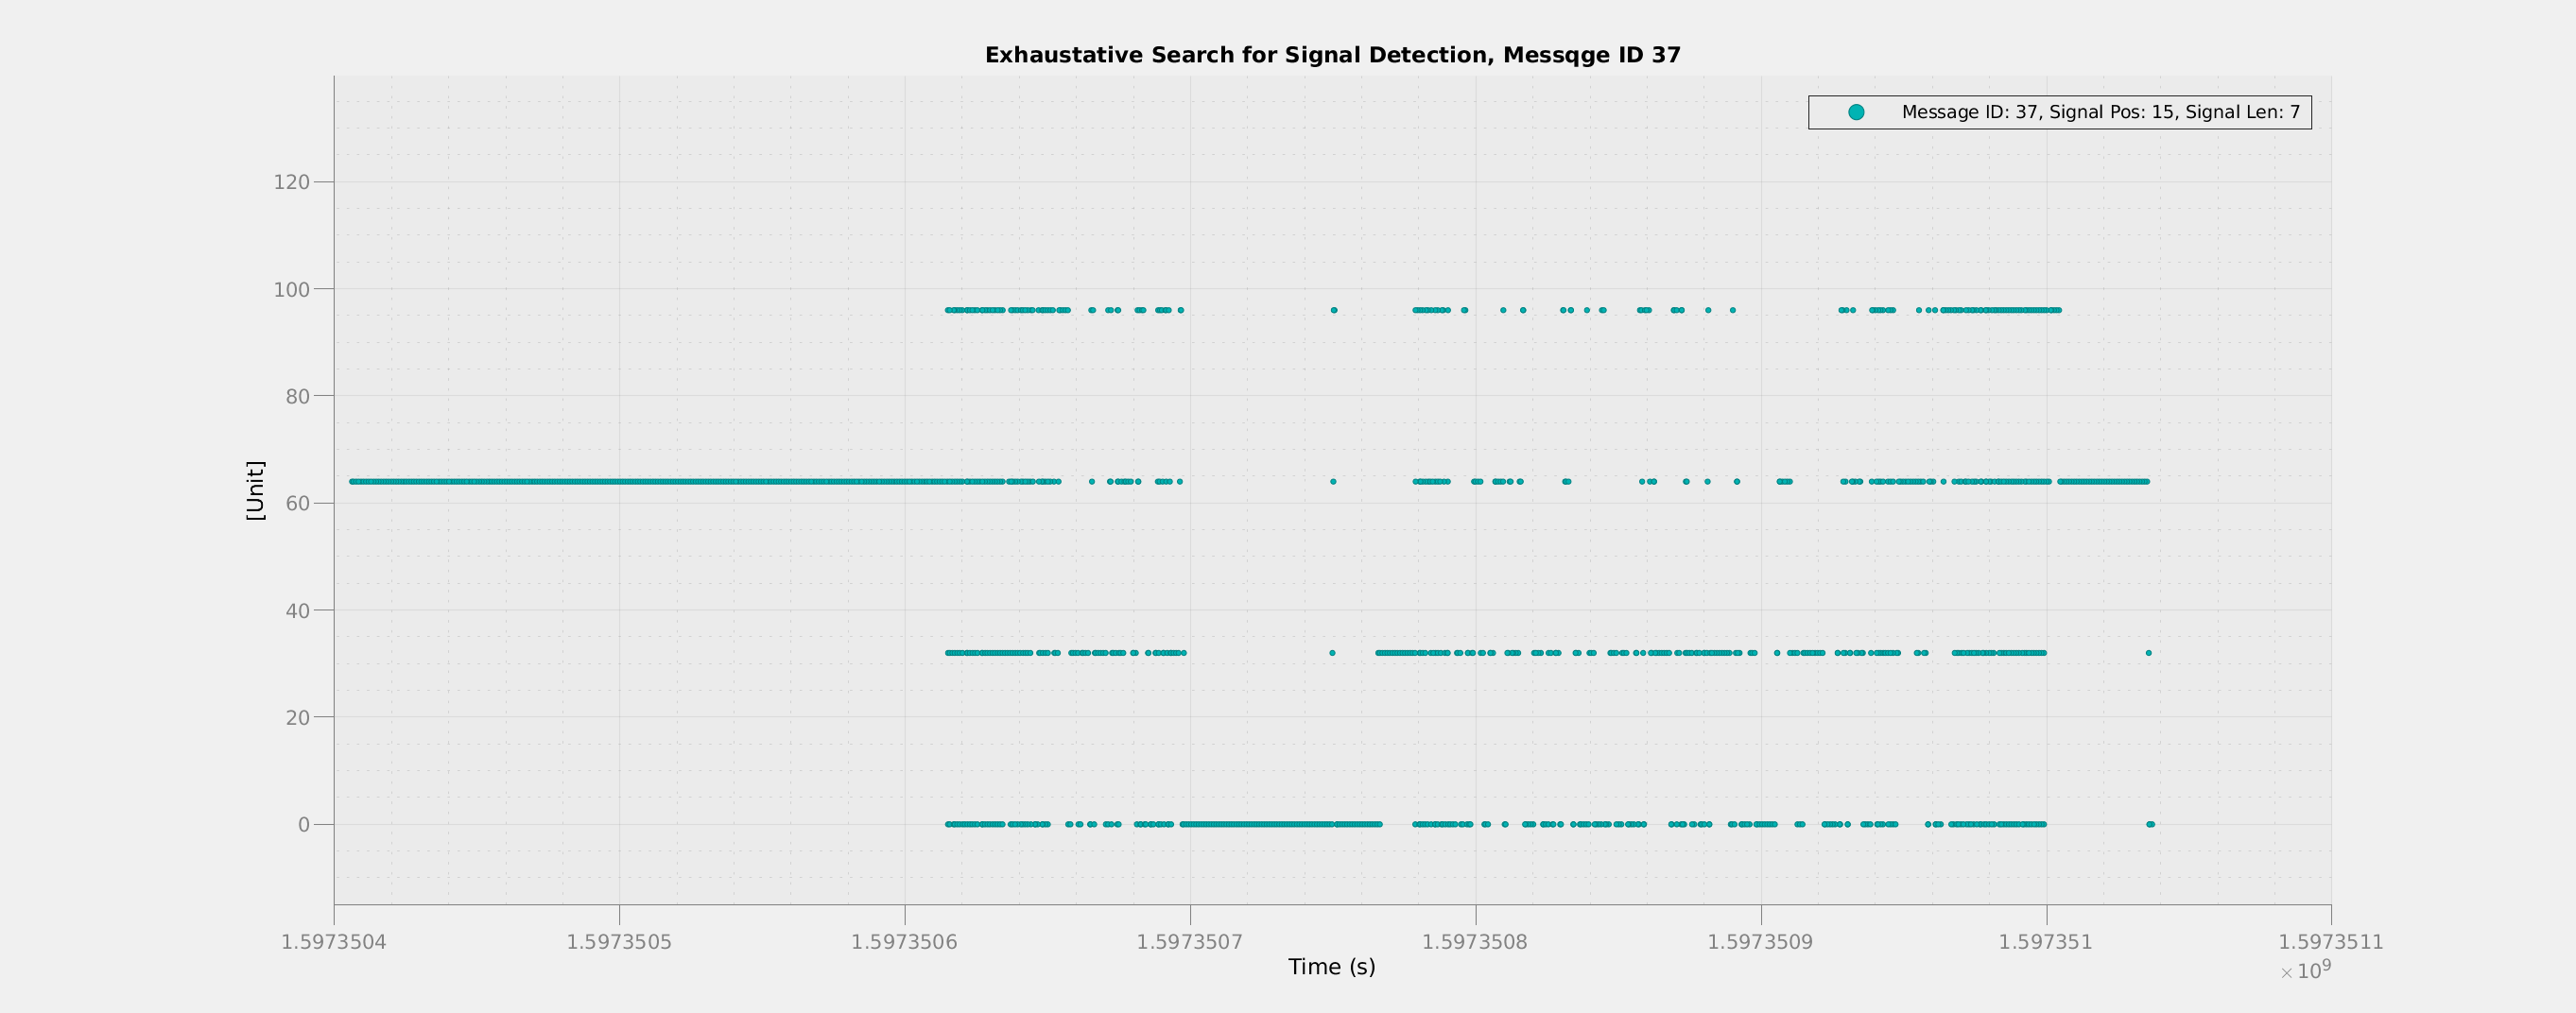 Exhaustative Search for Signal Detection, Messqge ID 37
Message ID: 37, Signal Pos: 15, Signal Len: 7
120
100
80
60
40
20
0
[Unit]
1.5973504 1.5973505 1.5973506 1.5973507 1.5973508 1.5973509 1.597351 1.5973511
Time (s)
×10⁹